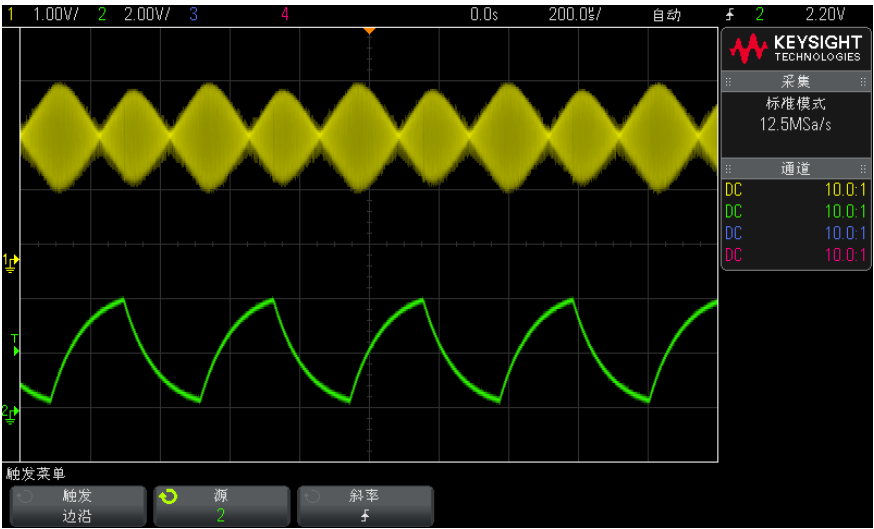 1 1.00V/ 2 2.00V/ 3 4 0.0s 200.0㎲/ 自动 2 2.20V
KEYSIGHT
TECHNOLOGIES
采集
标准模式
12.5MSa/s
通道
DC 10.0:1
DC 10.0:1
DC 10.0:1
DC 10.0:1
1
T
2
触发菜单
触发
边沿
源
2
斜率